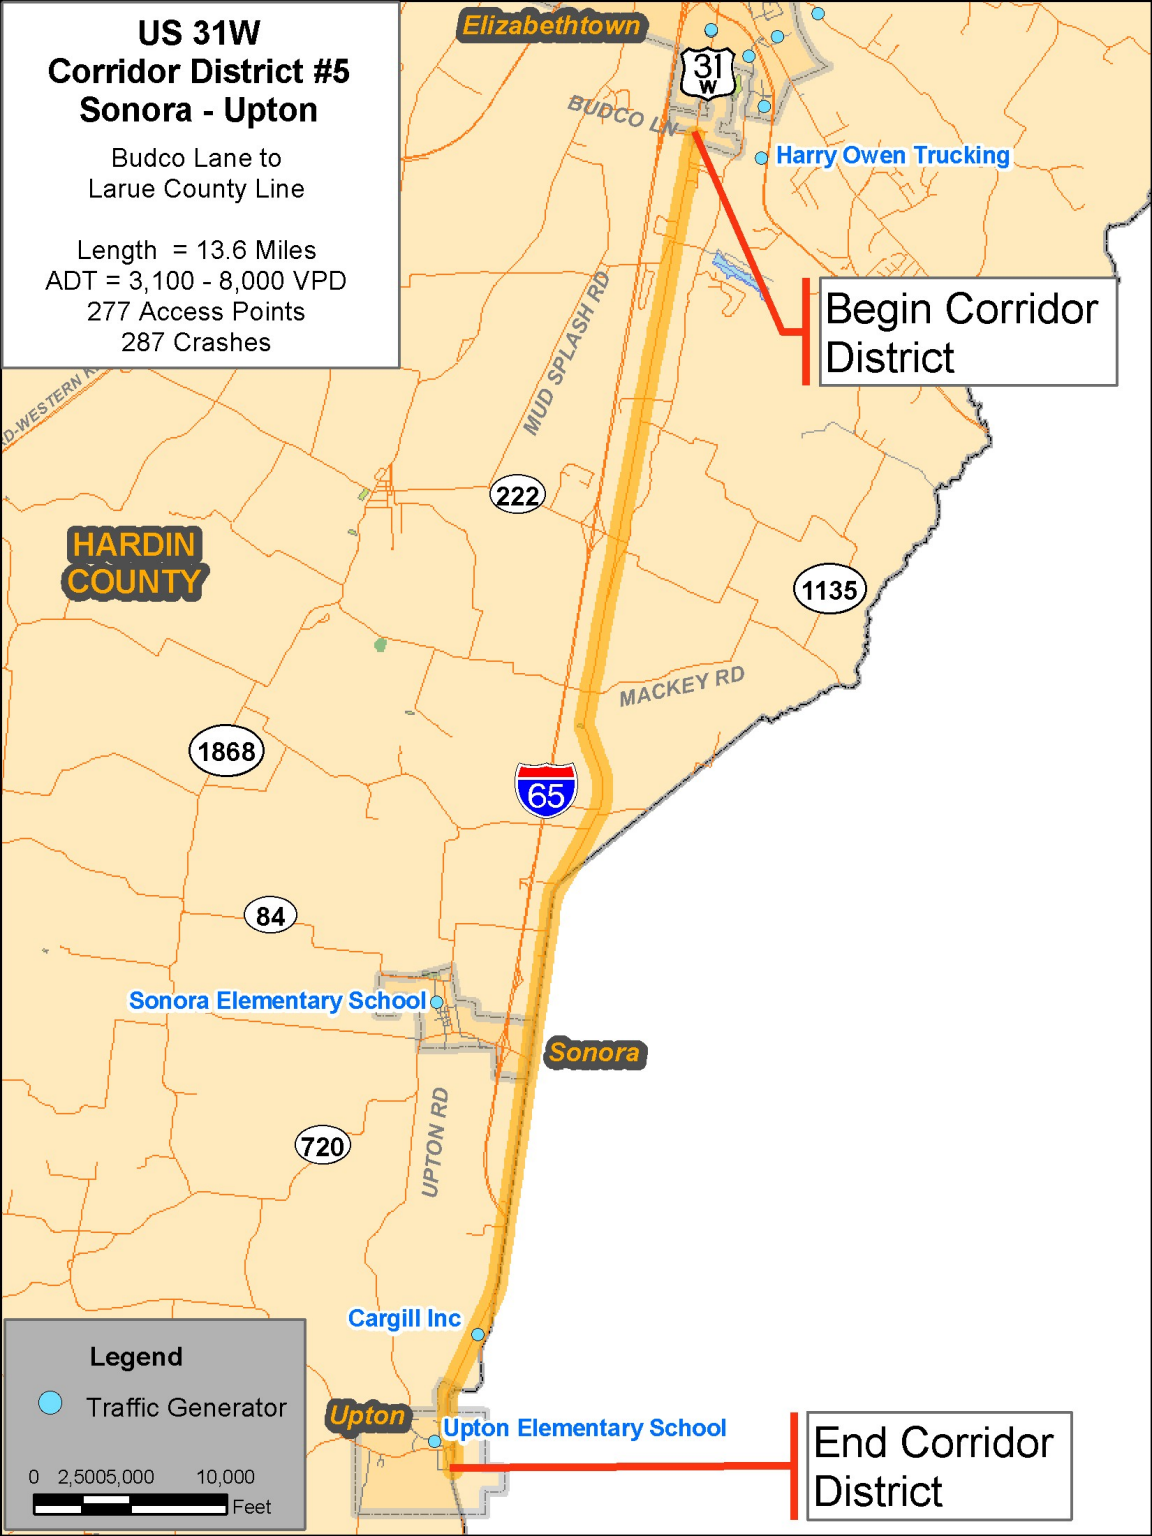 US 31W
Corridor District #5
Sonora - Upton
Budco Lane to
Larue County Line
Length = 13.6 Miles
ADT = 3,100 - 8,000 VPD
277 Access Points
287 Crashes
Elizabethtown
31
W
BUDCO LN
Harry Owen Trucking
Begin Corridor
District
MUD SPLASH RD
RD-WESTERN
222
HARDIN
COUNTY
1135
MACKEY RD
1868
65
84
Sonora Elementary School
Sonora
UPTON RD
720
Cargill Inc
Legend
Traffic Generator
0 2,5005,000 10,000
Feet
Upton
Upton Elementary School
End Corridor
District